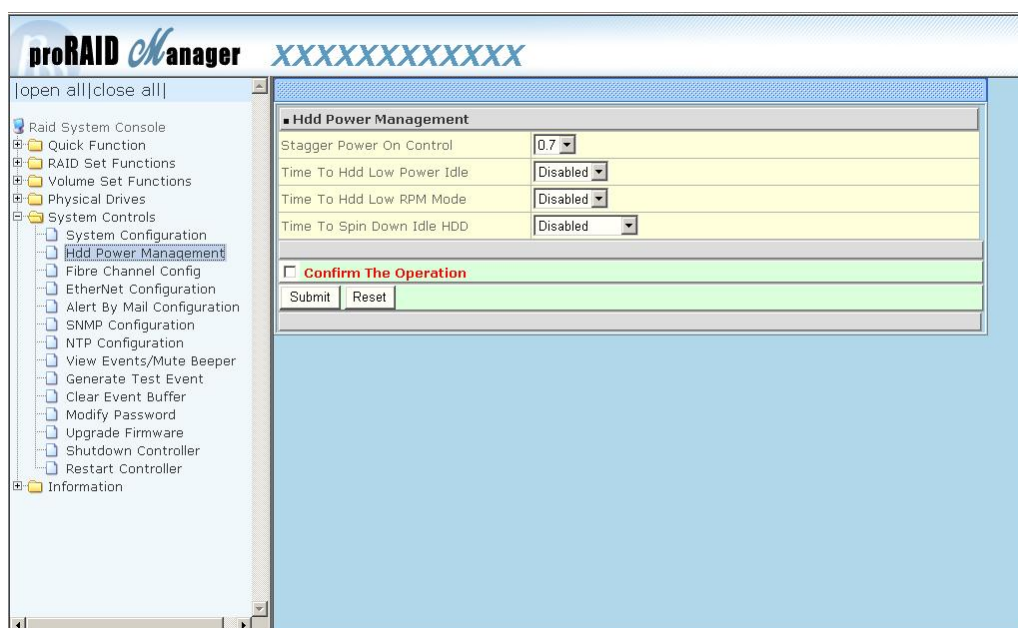 proRAID Manager XXXXXXXXXXXX
|open all|close all|
Raid System Console
Quick Function
RAID Set Functions
Volume Set Functions
Physical Drives
System Controls
System Configuration
Hdd Power Management
Fibre Channel Config
EtherNet Configuration
Alert By Mail Configuration
SNMP Configuration
NTP Configuration
View Events/Mute Beeper
Generate Test Event
Clear Event Buffer
Modify Password
Upgrade Firmware
Shutdown Controller
Restart Controller
Information
Hdd Power Management
Stagger Power On Control 0.7
Time To Hdd Low Power Idle Disabled
Time To Hdd Low RPM Mode Disabled
Time To Spin Down Idle HDD Disabled
Confirm The Operation
Submit Reset